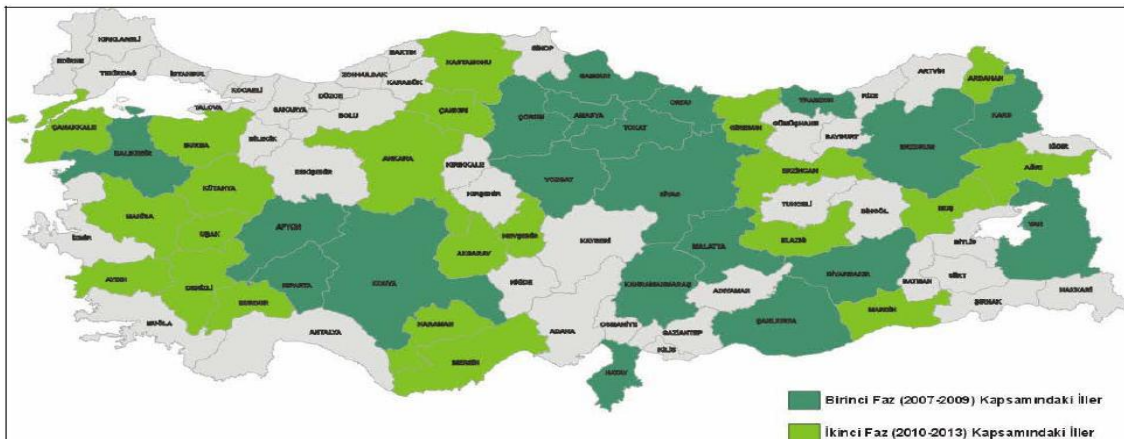 KIRKLARELİ
EDİRNE
TEKİRDAĞ
İSTANBUL
KOCAELİ
YALOVA
SAKARYA
DÜZCE
ZONGULDAK
BARTIN
KARABÜK
BOLU
BİLECİK
KASTAMONU
SİNOP
ÇANKIRI
SAMSUN
ORDU
ÇORUM
AMASYA
TOKAT
GİRESUN
TRABZON
GÜMÜŞHANE
BAYBURT
RİZE
ARTVİN
ARDAHAN
KARS
ERZURUM
IĞDIR
AĞRI
ÇANAKKALE
BALIKESİR
BURSA
ESKİŞEHİR
ANKARA
KIRIKKALE
KIRŞEHİR
YOZGAT
SİVAS
ERZİNCAN
TUNCELİ
BİNGÖL
MUŞ
BİTLİS
VAN
KÜTAHYA
MANİSA
UŞAK
AFYON
İZMİR
AYDIN
DENİZLİ
BURDUR
ISPARTA
KONYA
AKSARAY
NEVŞEHİR
KAYSERİ
NİĞDE
MALATYA
ELAZIĞ
DİYARBAKIR
BATMAN
SİİRT
ŞIRNAK
HAKKARİ
MARDİN
ŞANLIURFA
ADIYAMAN
KAHRAMANMARAŞ
GAZİANTEP
KİLİS
OSMANİYE
HATAY
ADANA
MERSİN
KARAMAN
ANTALYA
MUĞLA
Birinci Faz (2007-2009) Kapsamındaki İller
İkinci Faz (2010-2013) Kapsamındaki İller